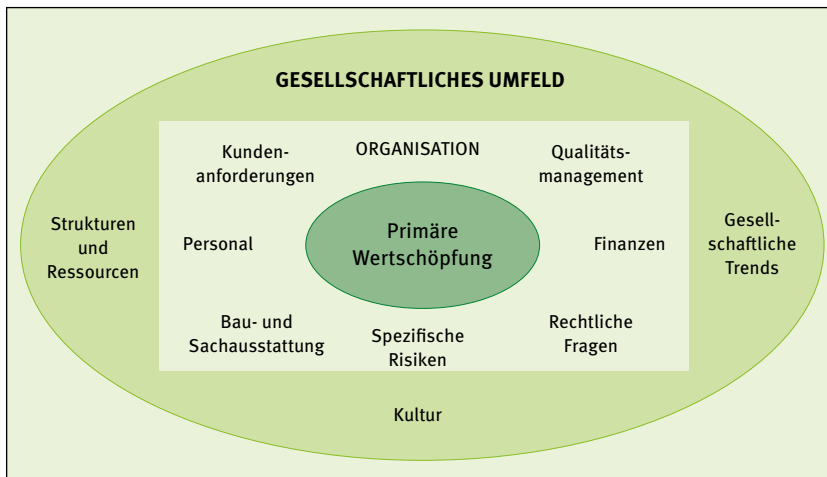 GESELLSCHAFTLICHES UMFELD
Kunden-
anforderungen
ORGANISATION
Qualitäts-
management
Strukturen
und
Ressourcen
Personal
Primäre
Wertschöpfung
Finanzen
Gesell-
schaftliche
Trends
Bau- und
Sachausstattung
Spezifische
Risiken
Rechtliche
Fragen
Kultur